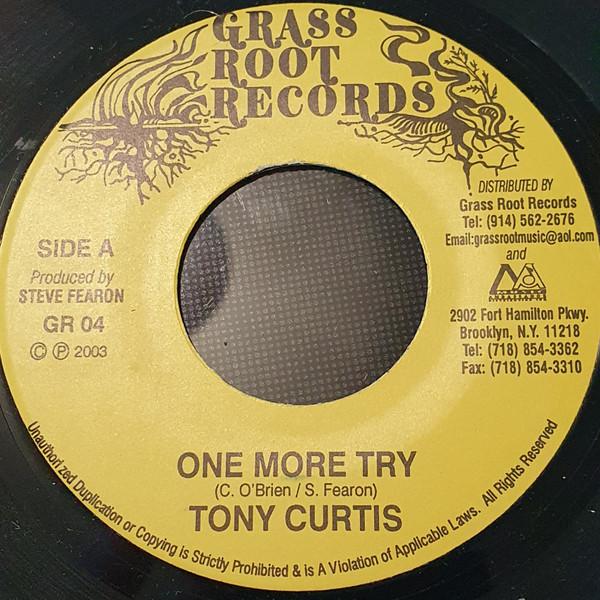 GRASS
ROOT
RECORDS
SIDE A
Produced by
STEVE FEARON
GR 04
© ℗ 2003
DISTRIBUTED BY
Grass Root Records
Tel: (914) 562-2676
Email:grassrootmusic@aol.com
and
2902 Fort Hamilton Pkwy.
Brooklyn, N.Y. 11218
Tel: (718) 854-3362
Fax: (718) 854-3310
ONE MORE TRY
(C. O'Brien / S. Fearon)
TONY CURTIS
Unauthorized Duplication or Copying is Strictly Prohibited & is A Violation of Applicable Laws. All Rights Reserved